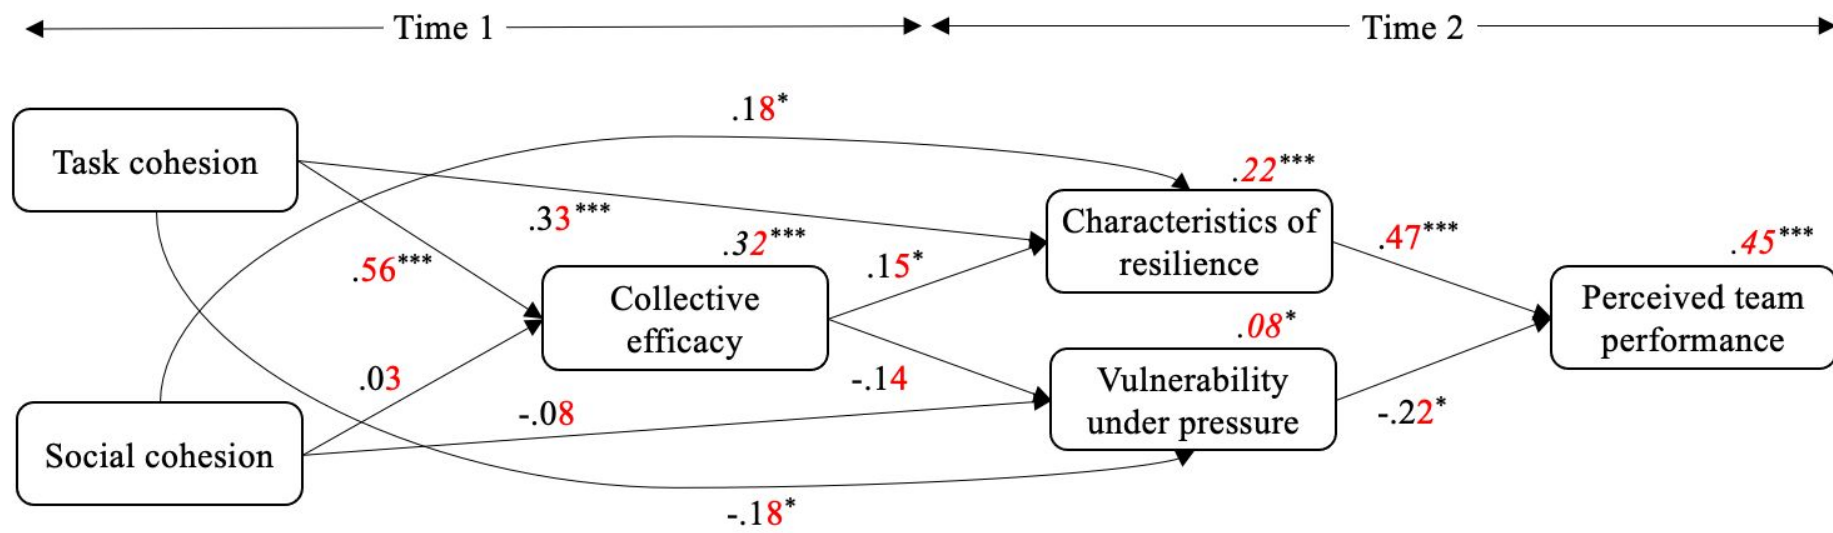 Time 1
Time 2
.18*
Task cohesion
.22***
.33***
Characteristics of
resilience
.32***
.47***
.45***
.56***
.15*
Collective
efficacy
Perceived team
performance
.08*
.03
-.14
Vulnerability
under pressure
-.08
-.22*
Social cohesion
-.18*